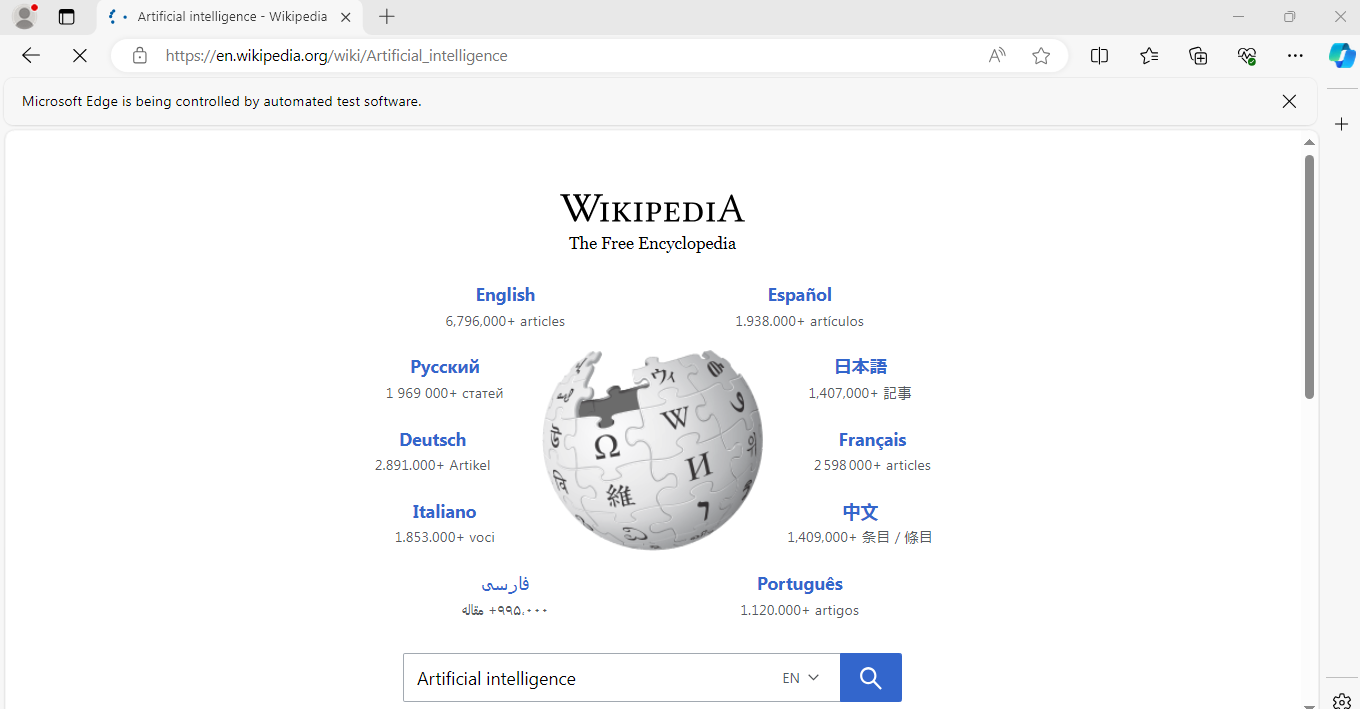 Artificial intelligence - Wikipedia
https://en.wikipedia.org/wiki/Artificial_intelligence
Microsoft Edge is being controlled by automated test software.
WIKIPEDIA
The Free Encyclopedia
English
6,796,000+ articles
Español
1.938.000+ artículos
Русский
1 969 000+ статей
日本語
1,407,000+ 記事
Deutsch
2.891.000+ Artikel
Français
2 598 000+ articles
Italiano
1.853.000+ voci
中文
1,409,000+ 条目 / 條目
فارسی
۹۹۵٬۰۰۰+ مقاله
Português
1.120.000+ artigos
Ω
W
И
維
Artificial intelligence
EN